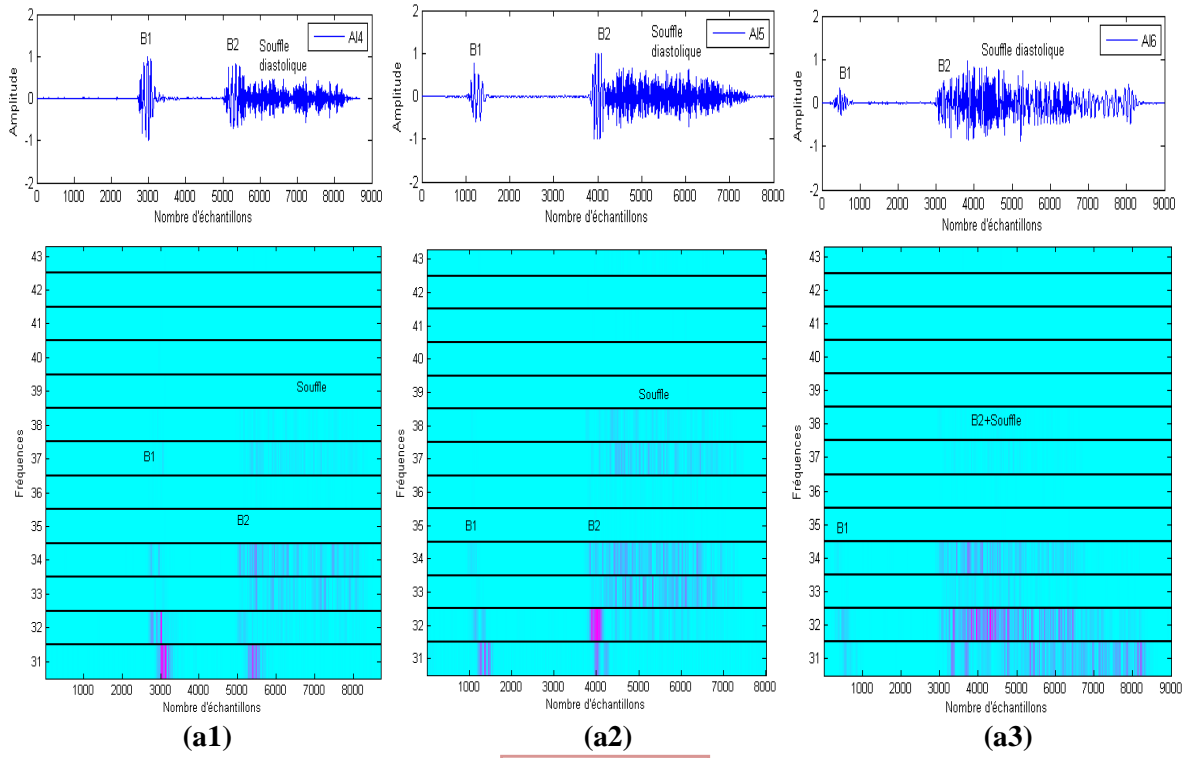 AI4
B1
B2
Souffle
diastolique
Amplitude
2
1
0
-1
-2
0 1000 2000 3000 4000 5000 6000 7000 8000 9000
Nombre d'échantillons
AI5
B1
B2
Souffle
diastolique
Amplitude
2
1
0
-1
-2
0 1000 2000 3000 4000 5000 6000 7000 8000
Nombre d'échantillons
AI6
B1
B2
Souffle diastolique
Amplitude
2
1
0
-1
-2
0 1000 2000 3000 4000 5000 6000 7000 8000 9000
Nombre d'échantillons
Fréquences
43
42
41
40
39
38
37
36
35
34
33
32
31
Souffle
B1
B2
1000 2000 3000 4000 5000 6000 7000 8000
Nombre d'échantillons
(a1)
43
42
41
40
39
38
37
36
35
34
33
32
31
Souffle
B1
B2
1000 2000 3000 4000 5000 6000 7000 8000
Nombre d'échantillons
(a2)
Fréquences
43
42
41
40
39
38
37
36
35
34
33
32
31
B2+Souffle
B1
1000 2000 3000 4000 5000 6000 7000 8000 9000
Nombre d'échantillons
(a3)